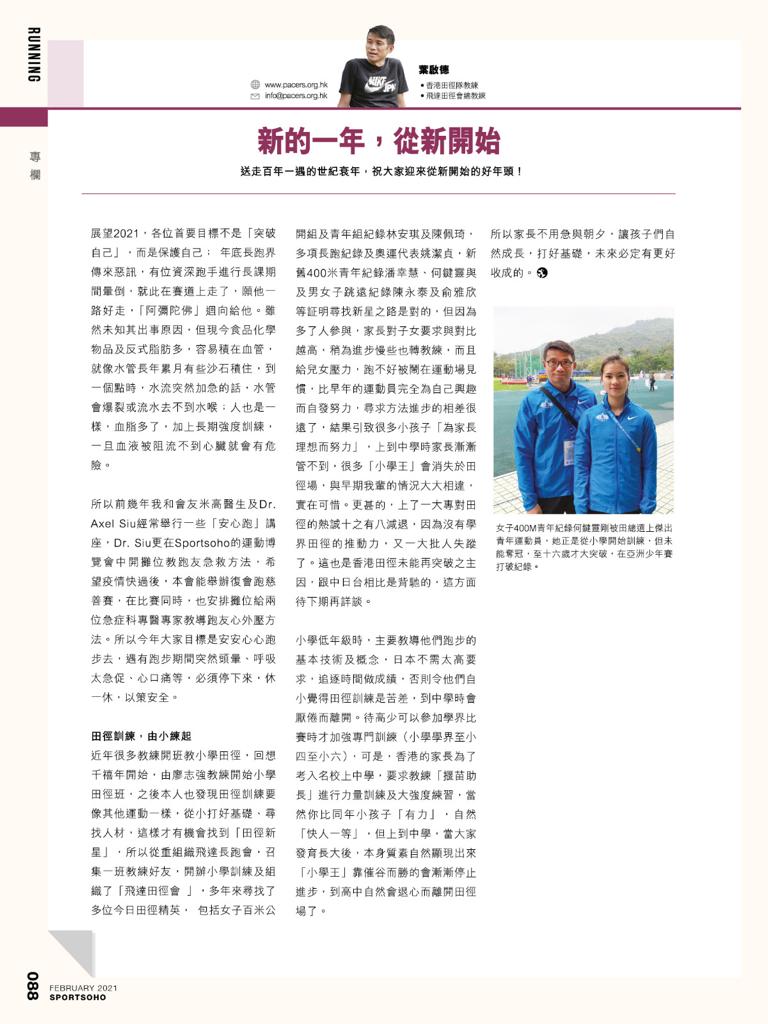 RUNNING
專欄
www.pacers.org.hk
info@pacers.org.hk
葉啟德
• 香港田徑隊教練
• 飛達田徑會總教練
新的一年，從新開始
送走百年一遇的世紀衰年，祝大家迎來從新開始的好年頭！
展望2021，各位首要目標不是「突破
自己」，而是保護自己； 年底長跑界
傳來惡訊，有位資深跑手進行長課期
間暈倒，就此在賽道上走了，願他一
路好走，「阿彌陀佛」迴向給他。雖
然未知其出事原因，但現今食品化學
物品及反式脂肪多，容易積在血管，
就像水管長年累月有些沙石積住，到
一個點時，水流突然加急的話，水管
會爆裂或流水去不到水喉；人也是一
樣，血脂多了，加上長期強度訓練，
一旦血液被阻流不到心臟就會有危
險。
所以前幾年我和會友米高醫生及Dr.
Axel Siu經常舉行一些「安心跑」講
座，Dr. Siu更在Sportsoho的運動博
覽會中開攤位教跑友急救方法，希
望疫情快過後，本會能舉辦復會跑慈
善賽，在比賽同時，也安排攤位給兩
位急症科專醫專家教導跑友心外壓方
法。所以今年大家目標是安安心心跑
步去，遇有跑步期間突然頭暈、呼吸
太急促、心口痛等，必須停下來，休
一休，以策安全。
田徑訓練，由小練起
近年很多教練開班教小學田徑，回想
千禧年開始，由廖志強教練開始小學
田徑班，之後本人也發現田徑訓練要
像其他運動一樣，從小打好基礎、尋
找人材，這樣才有機會找到「田徑新
星」，所以從重組織飛達長跑會，召
集一班教練好友，開辦小學訓練及組
織了「飛達田徑會 」，多年來尋找了
多位今日田徑精英， 包括女子百米公
開組及青年組紀錄林安琪及陳佩琦，
多項長跑紀錄及奧運代表姚潔貞，新
舊400米青年紀錄潘幸慧、何鍵靈與
及男女子跳遠紀錄陳永泰及俞雅欣
等証明尋找新星之路是對的，但因為
多了人參與，家長對子女要求與對比
越高，稍為進步慢些也轉教練，而且
給兒女壓力，跑不好被鬧在運動場見
慣，比早年的運動員完全為自己興趣
而自發努力，尋求方法進步的相差很
遠了，結果引致很多小孩子「為家長
理想而努力」，上到中學時家長漸漸
管不到，很多「小學王」會消失於田
徑場，與早期我輩的情況大大相違，
實在可惜。更甚的，上了一大專對田
徑的熱誠十之有八減退，因為沒有學
界田徑的推動力，又一大批人失蹤
了。這也是香港田徑未能再突破之主
因，跟中日台相比是背馳的，這方面
待下期再詳談。
小學低年級時，主要教導他們跑步的
基本技術及概念，日本不需太高要
求，追逐時間做成績，否則令他們自
小覺得田徑訓練是苦差，到中學時會
厭倦而離開。待高少可以參加學界比
賽時才加強專門訓練（小學學界至小
四至小六），可是，香港的家長為了
考入名校上中學，要求教練「揠苗助
長」進行力量訓練及大強度練習，當
然你比同年小孩子「有力」，自然
「快人一等」，但上到中學，當大家
發育長大後，本身質素自然顯現出來
「小學王」靠催谷而勝的會漸漸停止
進步，到高中自然會退心而離開田徑
場了。
所以家長不用急與朝夕，讓孩子們自
然成長，打好基礎，未來必定有更好
收成的。
女子400M青年紀錄何鍵靈剛被田總選上傑出
青年運動員，她正是從小學開始訓練，但未
能奪冠，至十六歲才大突破，在亞洲少年賽
打破紀錄。
088
FEBRUARY 2021
SPORTSOHO